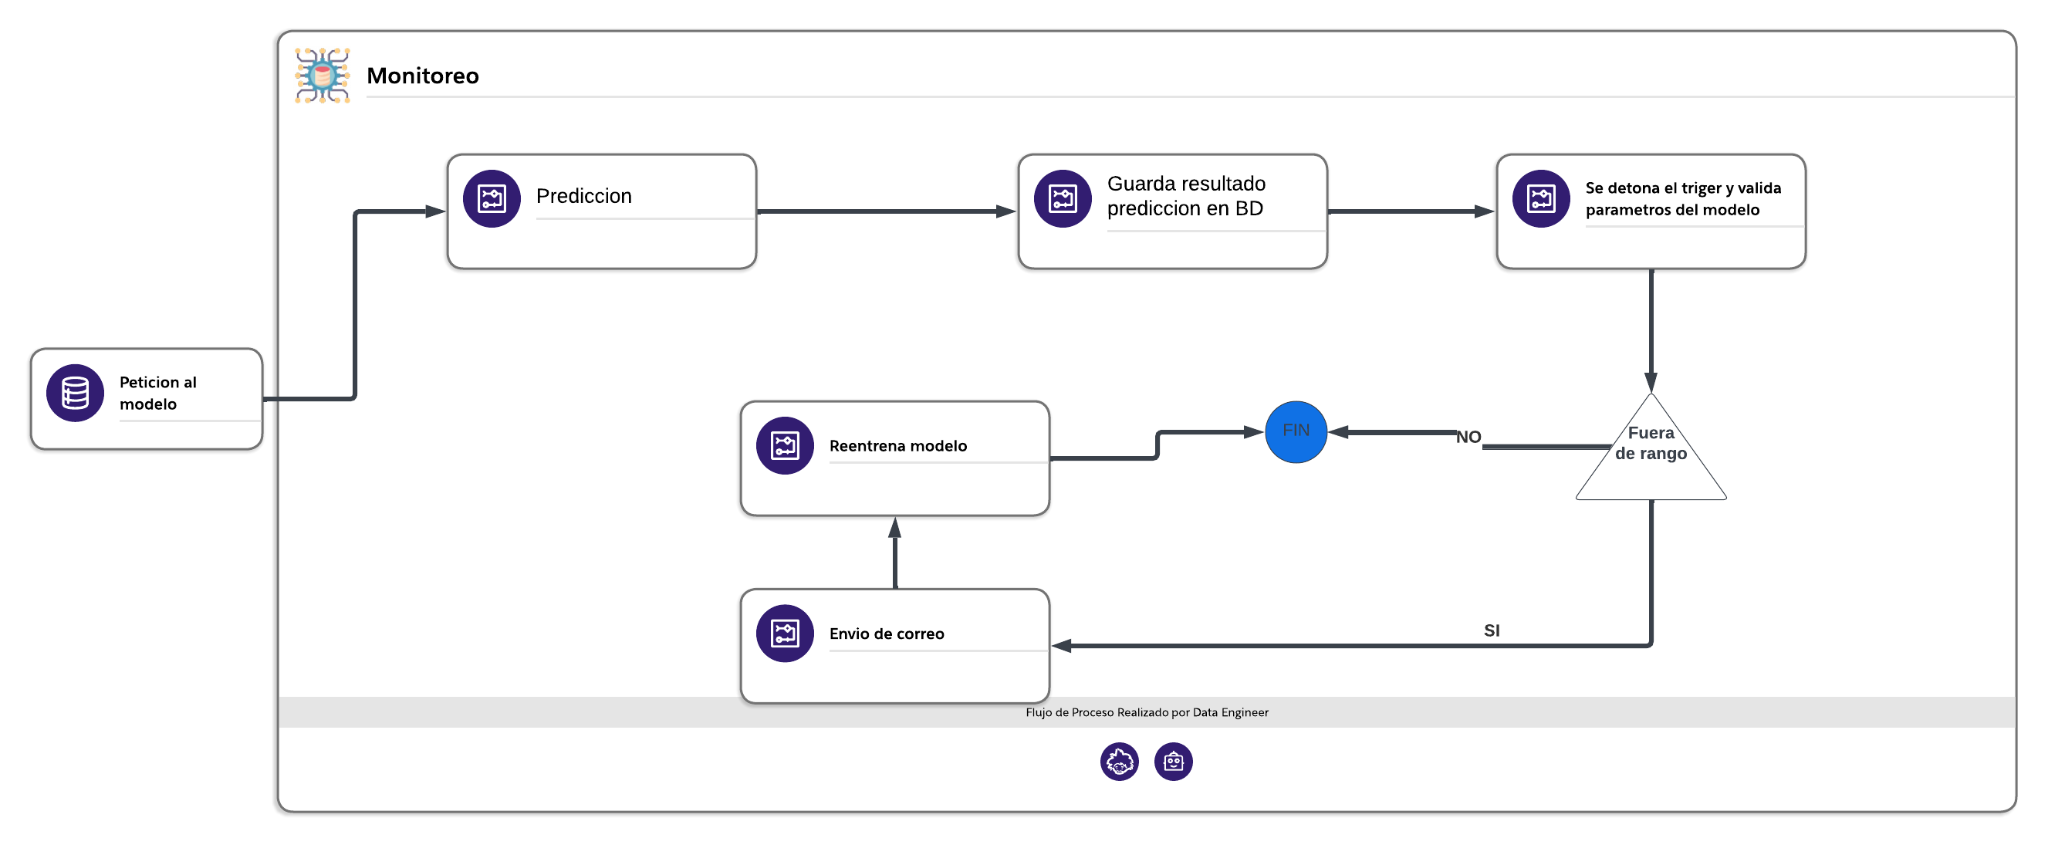 Monitoreo
Prediccion
Guarda resultado
prediccion en BD
Se detona el triger y valida
parametros del modelo
Peticion al
modelo
Reentrena modelo
FIN
NO
Fuera
de rango
Envio de correo
SI
Flujo de Proceso Realizado por Data Engineer